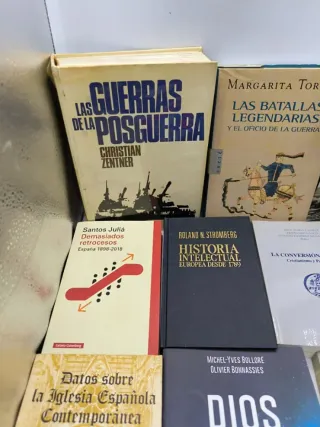 LAS GUERRAS
DE LA POSGUERRA
CHRISTIAN
ZENTNER
MARGARITA TOR
LAS BATALLAS
LEGENDARIAS
Y EL OFICIO DE LA GUERRA
Santos Juliá
Demasiados
retrocesos
España 1898-2018
ROLAND N. STROMBERG
HISTORIA
INTELECTUAL
EUROPEA DESDE 1789
LA CONVERSION
Datos sobre
la Iglesia Española
Contemporánea
MICHEL-YVES BOLLORÉ
OLIVIER BONNASSIES
DIOS